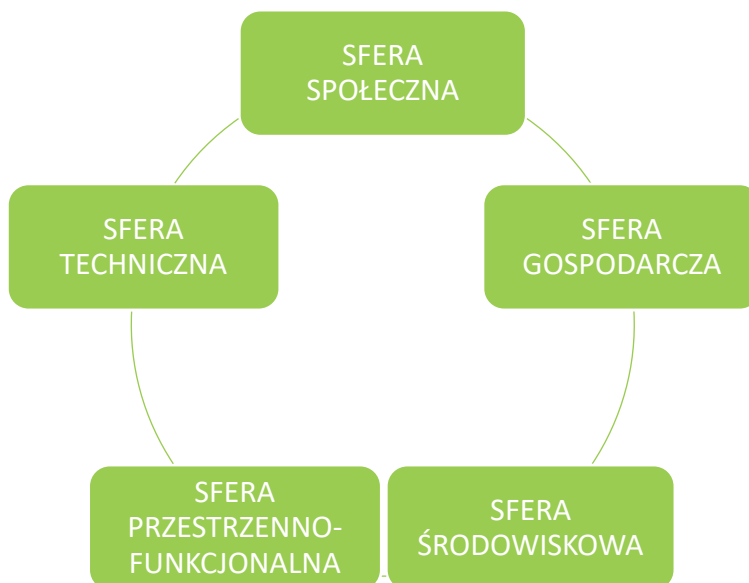 SFERA
SPOŁECZNA
SFERA
TECHNICZNA
SFERA
GOSPODARCZA
SFERA
PRZESTRZENNO-
FUNKCJONALNA
SFERA
ŚRODOWISKOWA